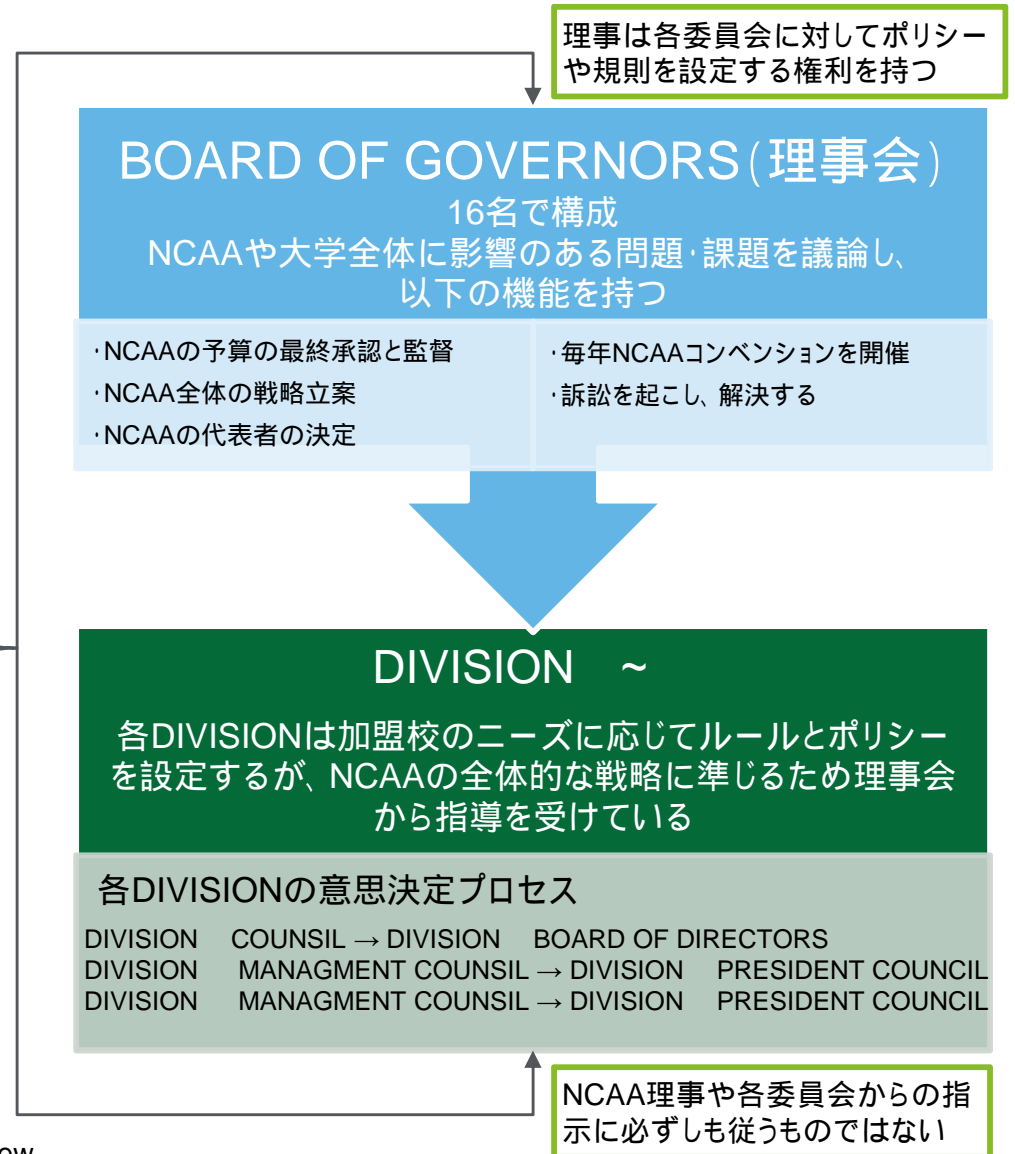 理事は各委員会に対してポリシー
や規則を設定する権利を持つ
BOARD OF GOVERNORS(理事会)
16名で構成
NCAAや大学全体に影響のある問題・課題を議論し、
以下の機能を持つ
・NCAAの予算の最終承認と監督
・NCAA全体の戦略立案
・NCAAの代表者の決定
・毎年NCAAコンベンションを開催
・訴訟を起こし、解決する
DIVISION ~
各DIVISIONは加盟校のニーズに応じてルールとポリシー
を設定するが、NCAAの全体的な戦略に準じるため理事会
から指導を受けている
各DIVISIONの意思決定プロセス
DIVISION COUNSIL → DIVISION BOARD OF DIRECTORS
DIVISION MANAGMENT COUNSIL → DIVISION PRESIDENT COUNCIL
DIVISION MANAGMENT COUNSIL → DIVISION PRESIDENT COUNCIL
NCAA理事や各委員会からの指
示に必ずしも従うものではない